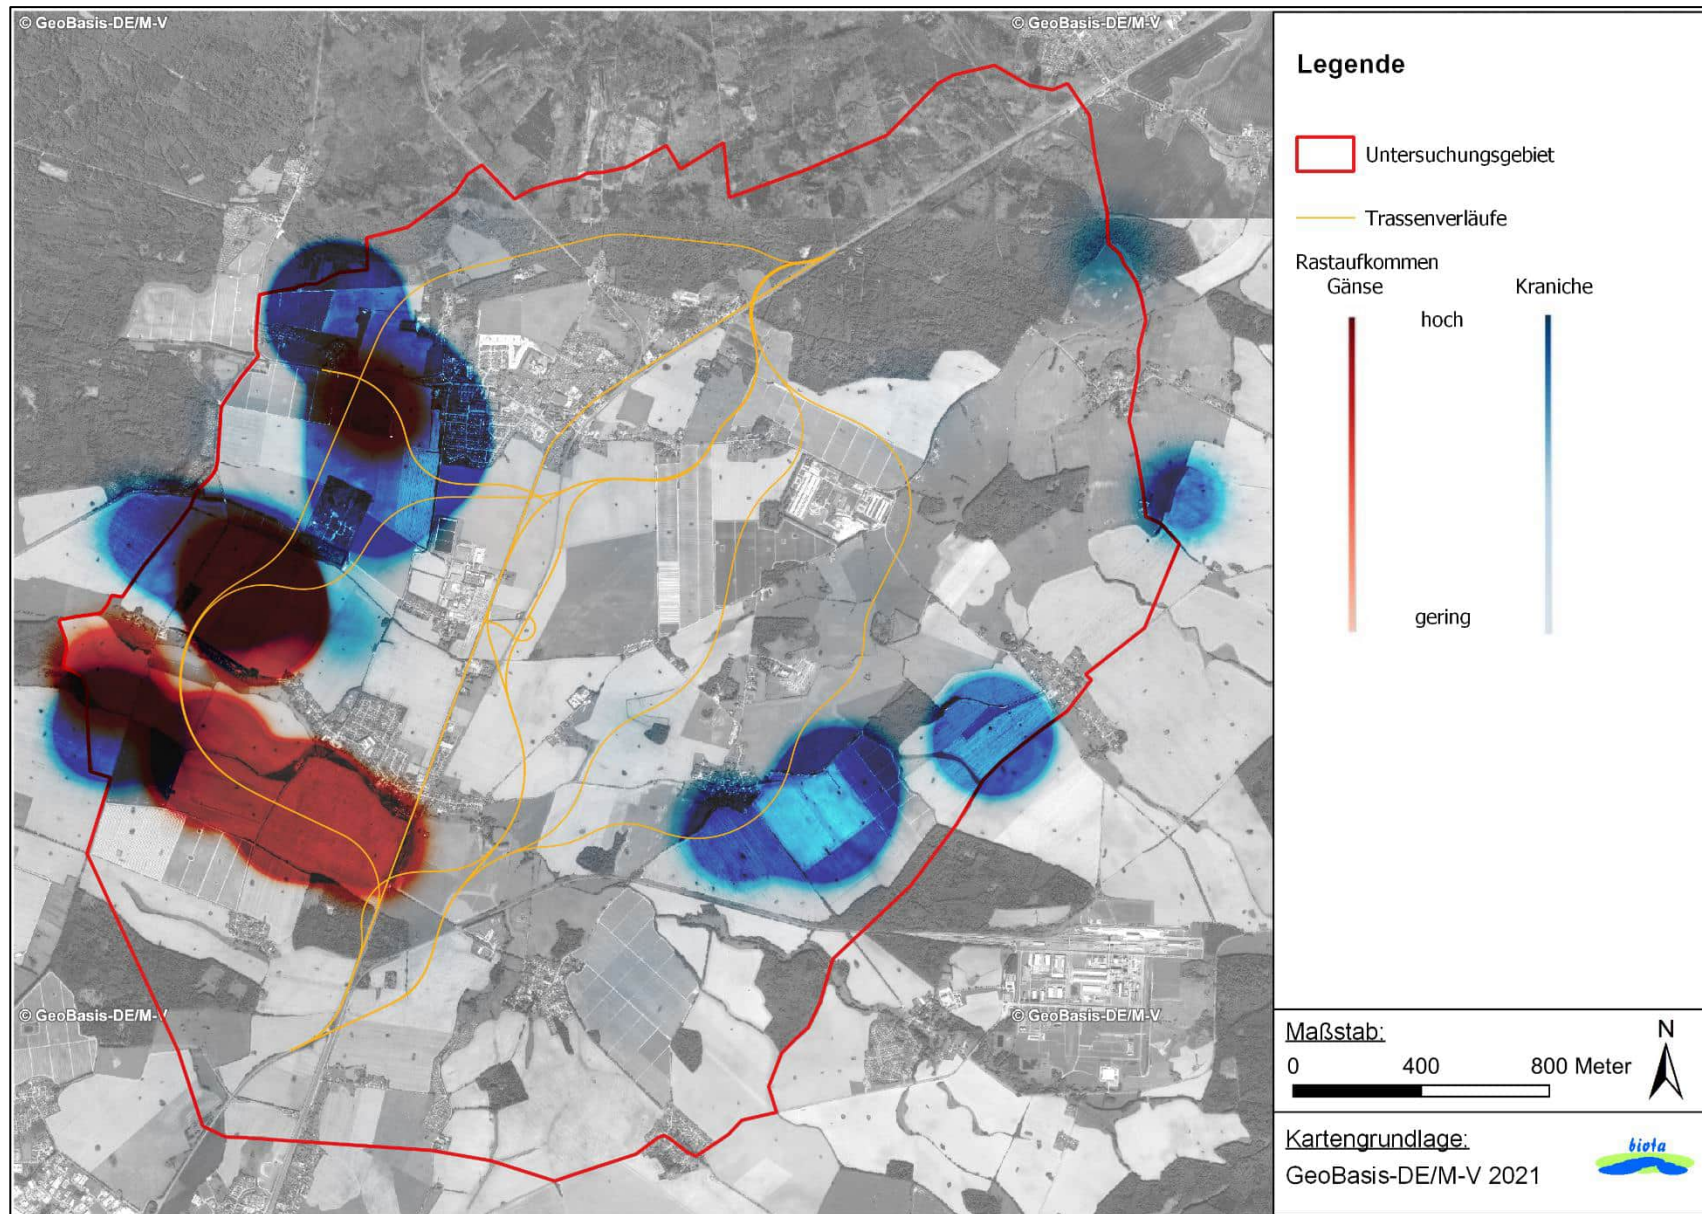 © GeoBasis-DE/M-V
© GeoBasis-DE/M-V
Legende
Untersuchungsgebiet
Trassenverläufe
Rastaufkommen
Gänse
Kraniche
hoch
gering
© GeoBasis-DE/M-V
© GeoBasis-DE/M-V
Maßstab:
N
0 400 800 Meter
Kartengrundlage:
GeoBasis-DE/M-V 2021
biota